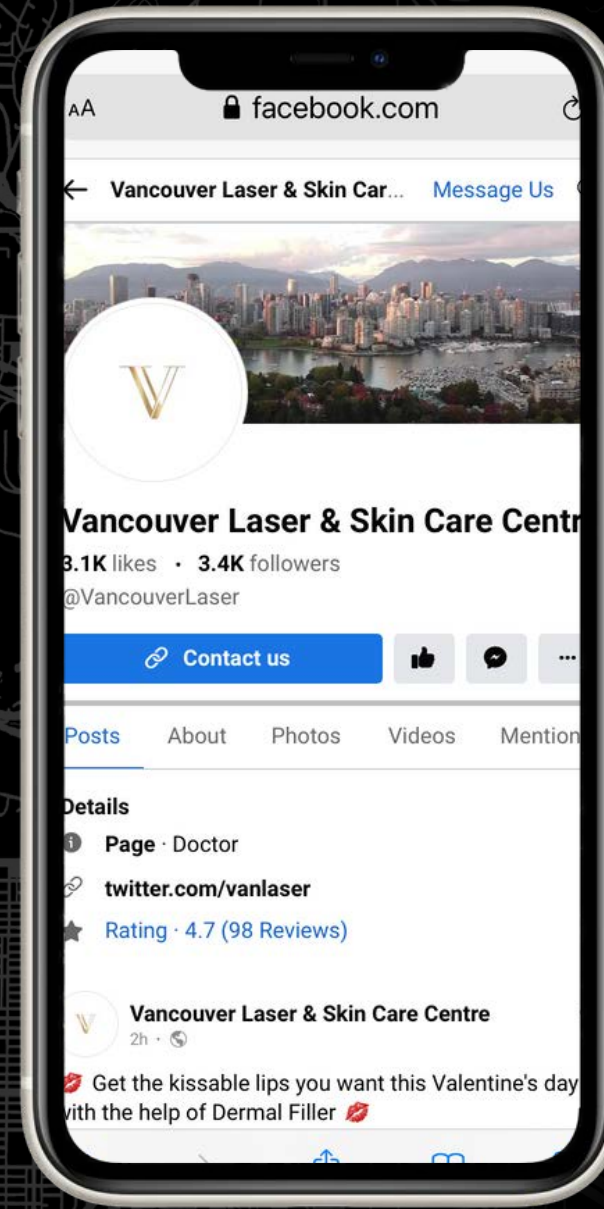 AA facebook.com
Vancouver Laser & Skin Car... Message Us
V
Vancouver Laser & Skin Care Centr
3.1K likes · 3.4K followers
@VancouverLaser
Contact us
Posts About Photos Videos Mention
Details
Page · Doctor
twitter.com/vanlaser
Rating · 4.7 (98 Reviews)
V
Vancouver Laser & Skin Care Centre
2h ·
💋 Get the kissable lips you want this Valentine's day
with the help of Dermal Filler 💋